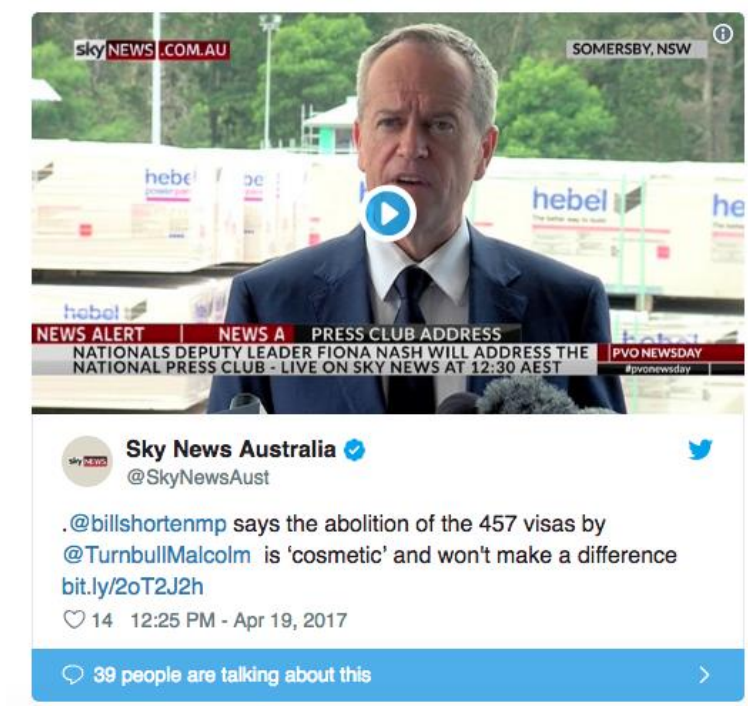 sky NEWS .COM.AU
SOMERSBY, NSW
hebel
hebel
he
hebel
NEWS ALERT | NEWS A PRESS CLUB ADDRESS
NATIONALS DEPUTY LEADER FIONA NASH WILL ADDRESS THE
NATIONAL PRESS CLUB - LIVE ON SKY NEWS AT 12:30 AEST
PVO NEWSDAY
#pvonewsday
sky NEWS
Sky News Australia
@SkyNewsAust
.@billshortenmp says the abolition of the 457 visas by
@TurnbullMalcolm is ‘cosmetic’ and won't make a difference
bit.ly/2oT2J2h
14 12:25 PM - Apr 19, 2017
39 people are talking about this